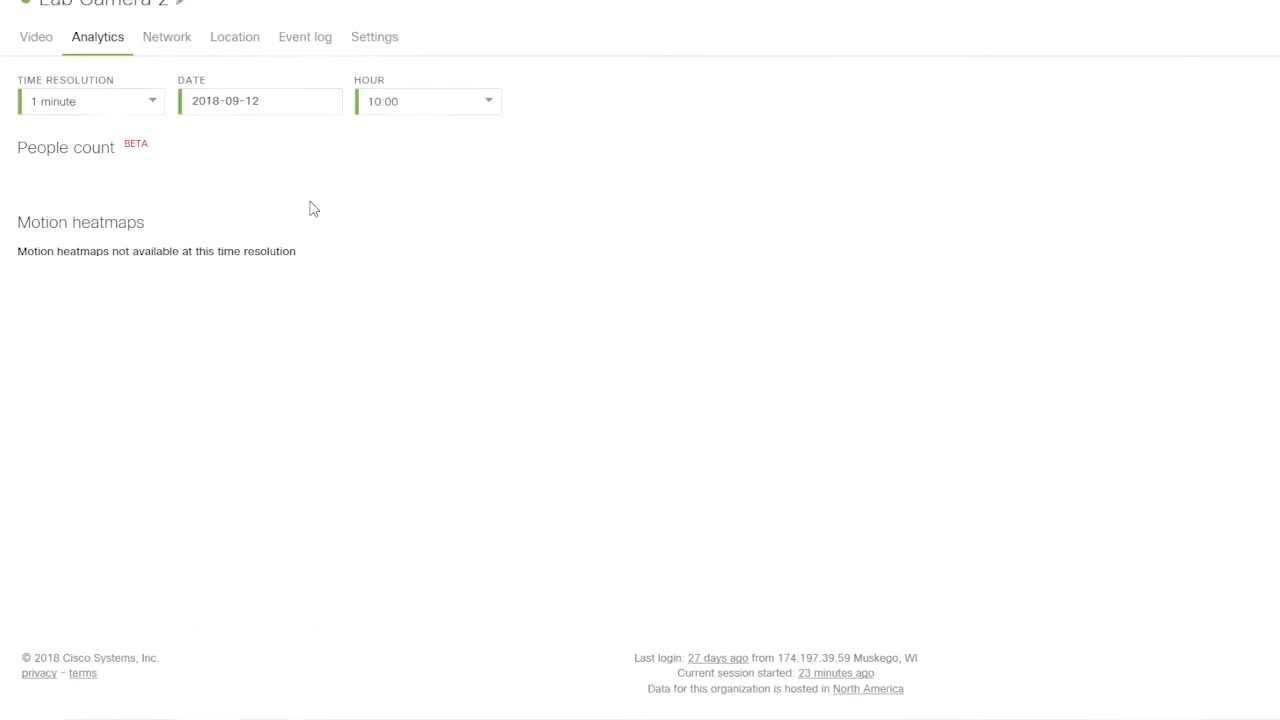 Lab Camera 2
Video Analytics Network Location Event log Settings
TIME RESOLUTION DATE HOUR
1 minute 2018-09-12 10:00
People count BETA
Motion heatmaps
Motion heatmaps not available at this time resolution
© 2018 Cisco Systems, Inc.
privacy - terms
Last login: 27 days ago from 174.197.39.59 Muskego, WI
Current session started: 23 minutes ago
Data for this organization is hosted in North America